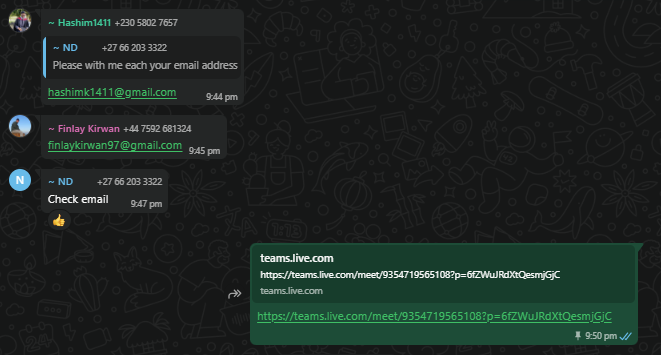 ~ Hashim1411 +230 5802 7657
~ ND +27 66 203 3322
Please with me each your email address
hashimk1411@gmail.com
9:44 pm
~ Finlay Kirwan +44 7592 681324
finlaykirwan97@gmail.com
9:45 pm
N
~ ND +27 66 203 3322
Check email
9:47 pm
teams.live.com
https://teams.live.com/meet/9354719565108?p=6fZWuJRdXtQesmjGjC
teams.live.com
https://teams.live.com/meet/9354719565108?p=6fZWuJRdXtQesmjGjC
9:50 pm